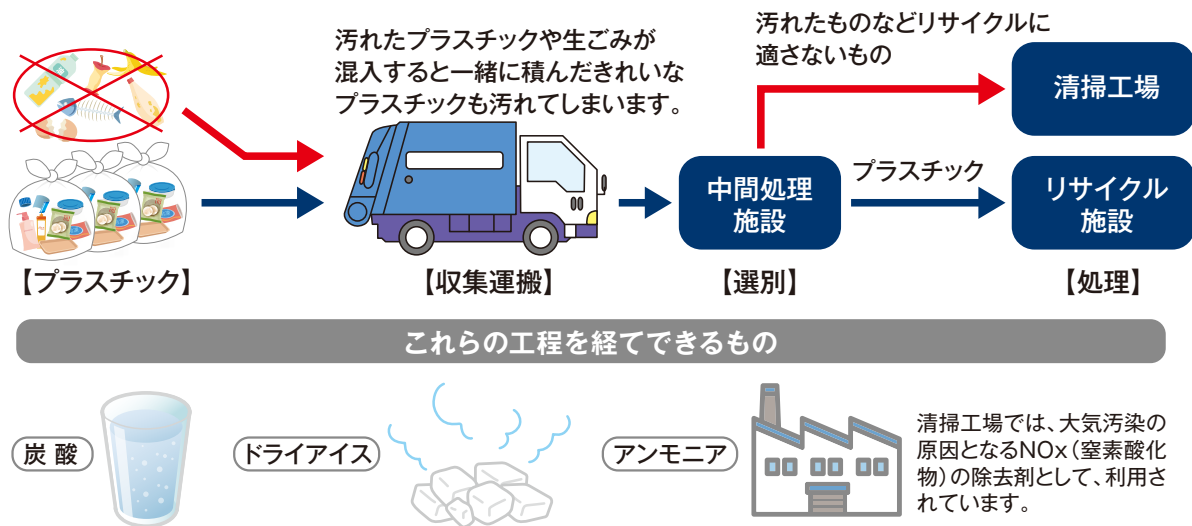 汚れたプラスチックや生ごみが
混入すると一緒に積んだきれいな
プラスチックも汚れてしまいます。
汚れたものなどリサイクルに
適さないもの
清掃工場
中間処理
施設
プラスチック
リサイクル
施設
【プラスチック】
【収集運搬】
【選別】
【処理】
これらの工程を経てできるもの
炭酸
ドライアイス
アンモニア
清掃工場では、大気汚染の
原因となるNOx(窒素酸化
物)の除去剤として、利用さ
れています。